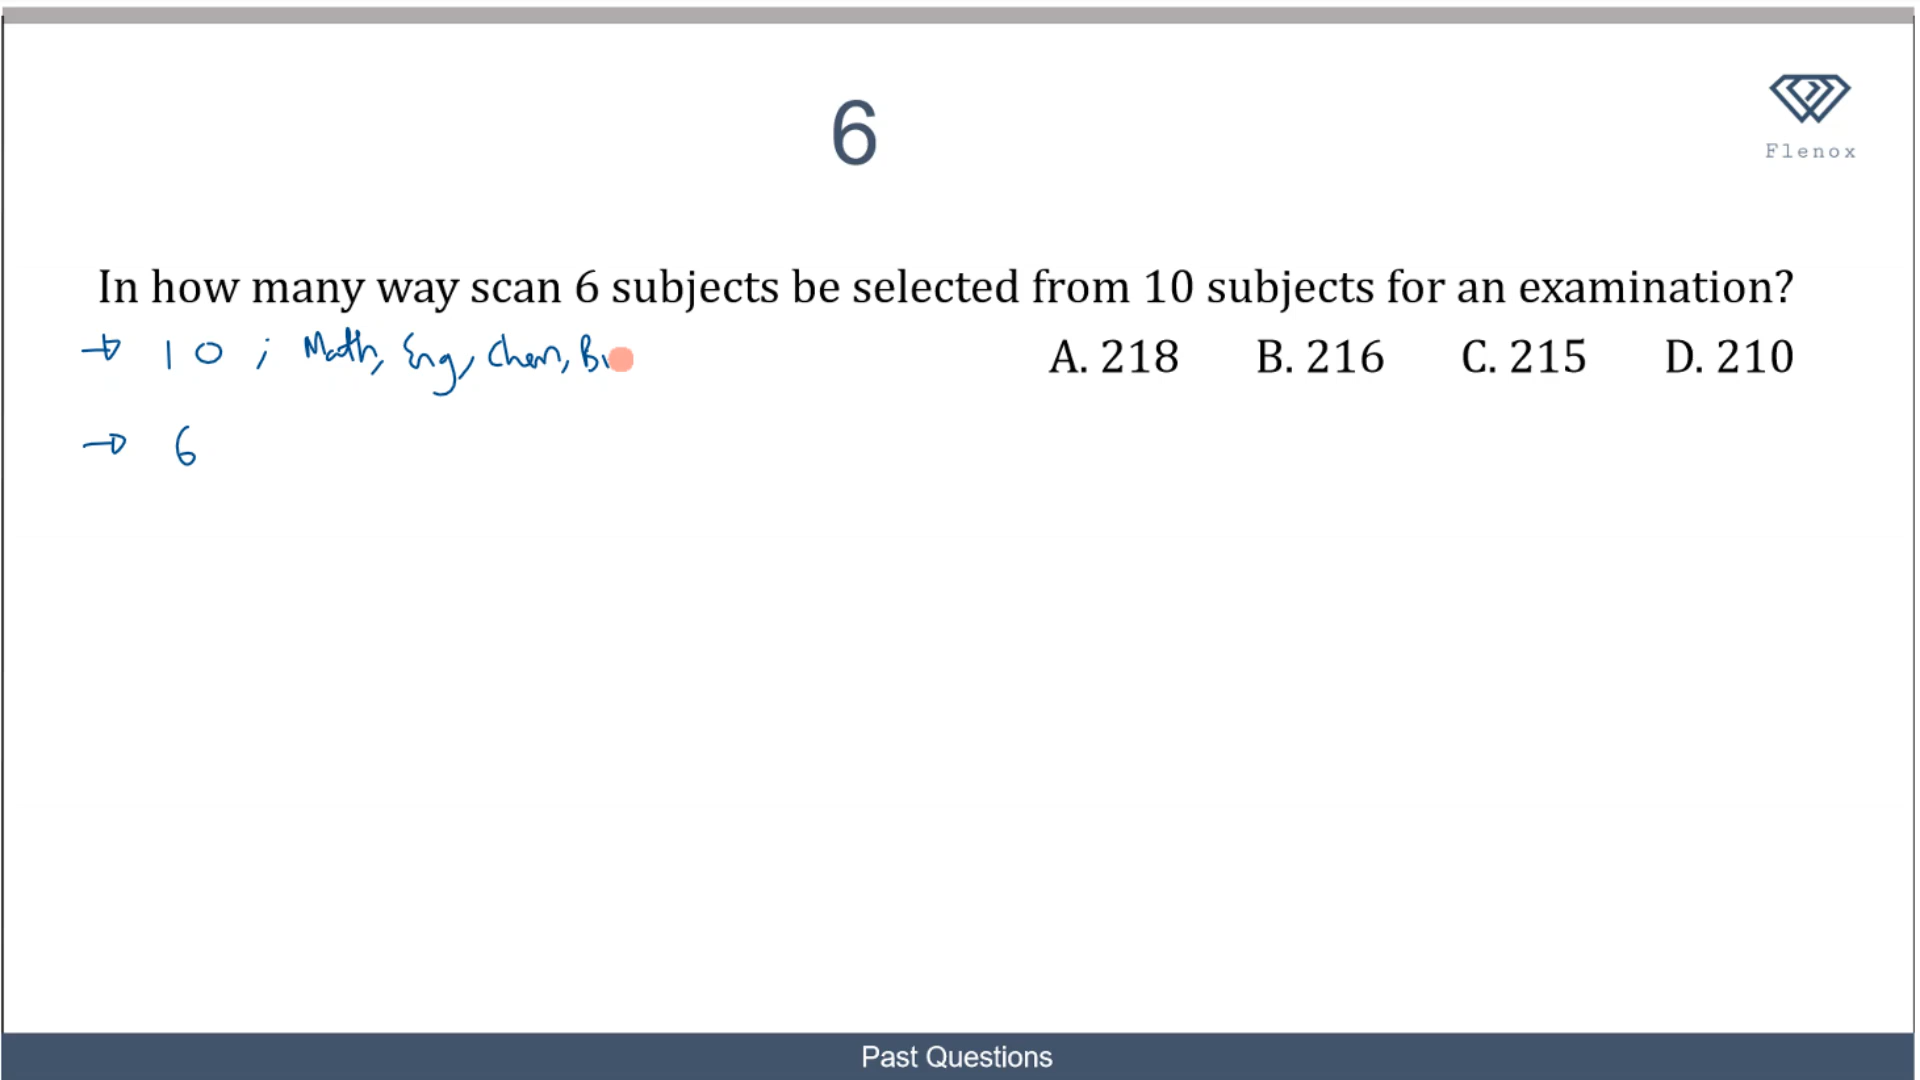 6
Flenox
In how many way scan 6 subjects be selected from 10 subjects for an examination?
→ 10 ; Math, Eng, Chem, Bi
A. 218 B. 216 C. 215 D. 210
→ 6
Past Questions